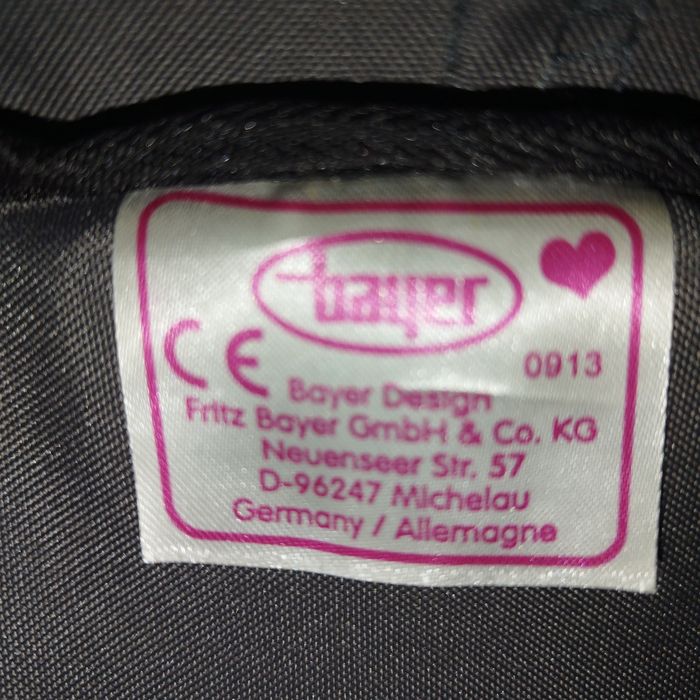 bayer
CE
0913
Bayer Design
Fritz Bayer GmbH & Co. KG
Neuenseer Str. 57
D-96247 Michelau
Germany / Allemagne